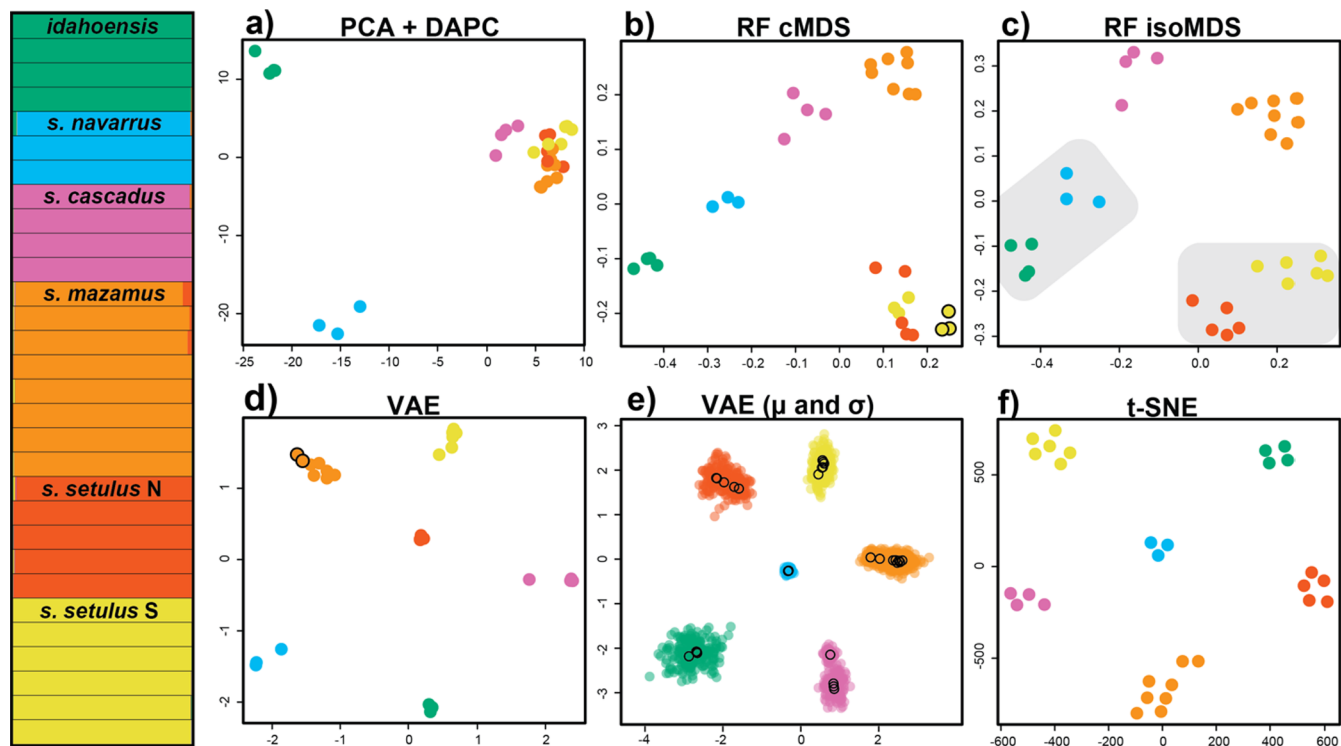 idahoensis
s. navarrus
s. cascadus
s. mazamus
s. setulus N
s. setulus S
a) PCA + DAPC
10
0
-10
-20
-25 -20 -15 -10 -5 0 5 10
b) RF cMDS
0.2
0.1
0.0
-0.1
-0.2
-0.4 -0.3 -0.2 -0.1 0.0 0.1 0.2
c) RF isoMDS
0.3
0.2
0.1
0.0
-0.1
-0.2
-0.3
-0.4 -0.2 0.0 0.2
d) VAE
1
0
-1
-2
-2 -1 0 1 2
e) VAE (μ and σ)
3
2
1
0
-1
-2
-3
-4 -2 0 2
f) t-SNE
500
0
-500
-600 -400 -200 0 200 400 600